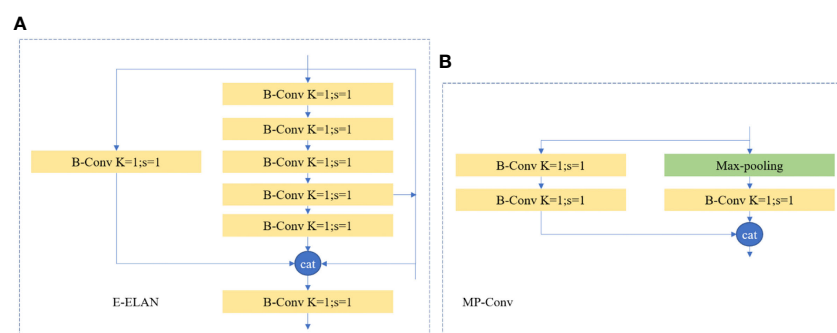 A
B-Conv K=1;s=1
B-Conv K=1;s=1
B-Conv K=1;s=1
B-Conv K=1;s=1
B-Conv K=1;s=1
B-Conv K=1;s=1
cat
E-ELAN
B-Conv K=1;s=1
B
B-Conv K=1;s=1
Max-pooling
B-Conv K=1;s=1
B-Conv K=1;s=1
cat
MP-Conv